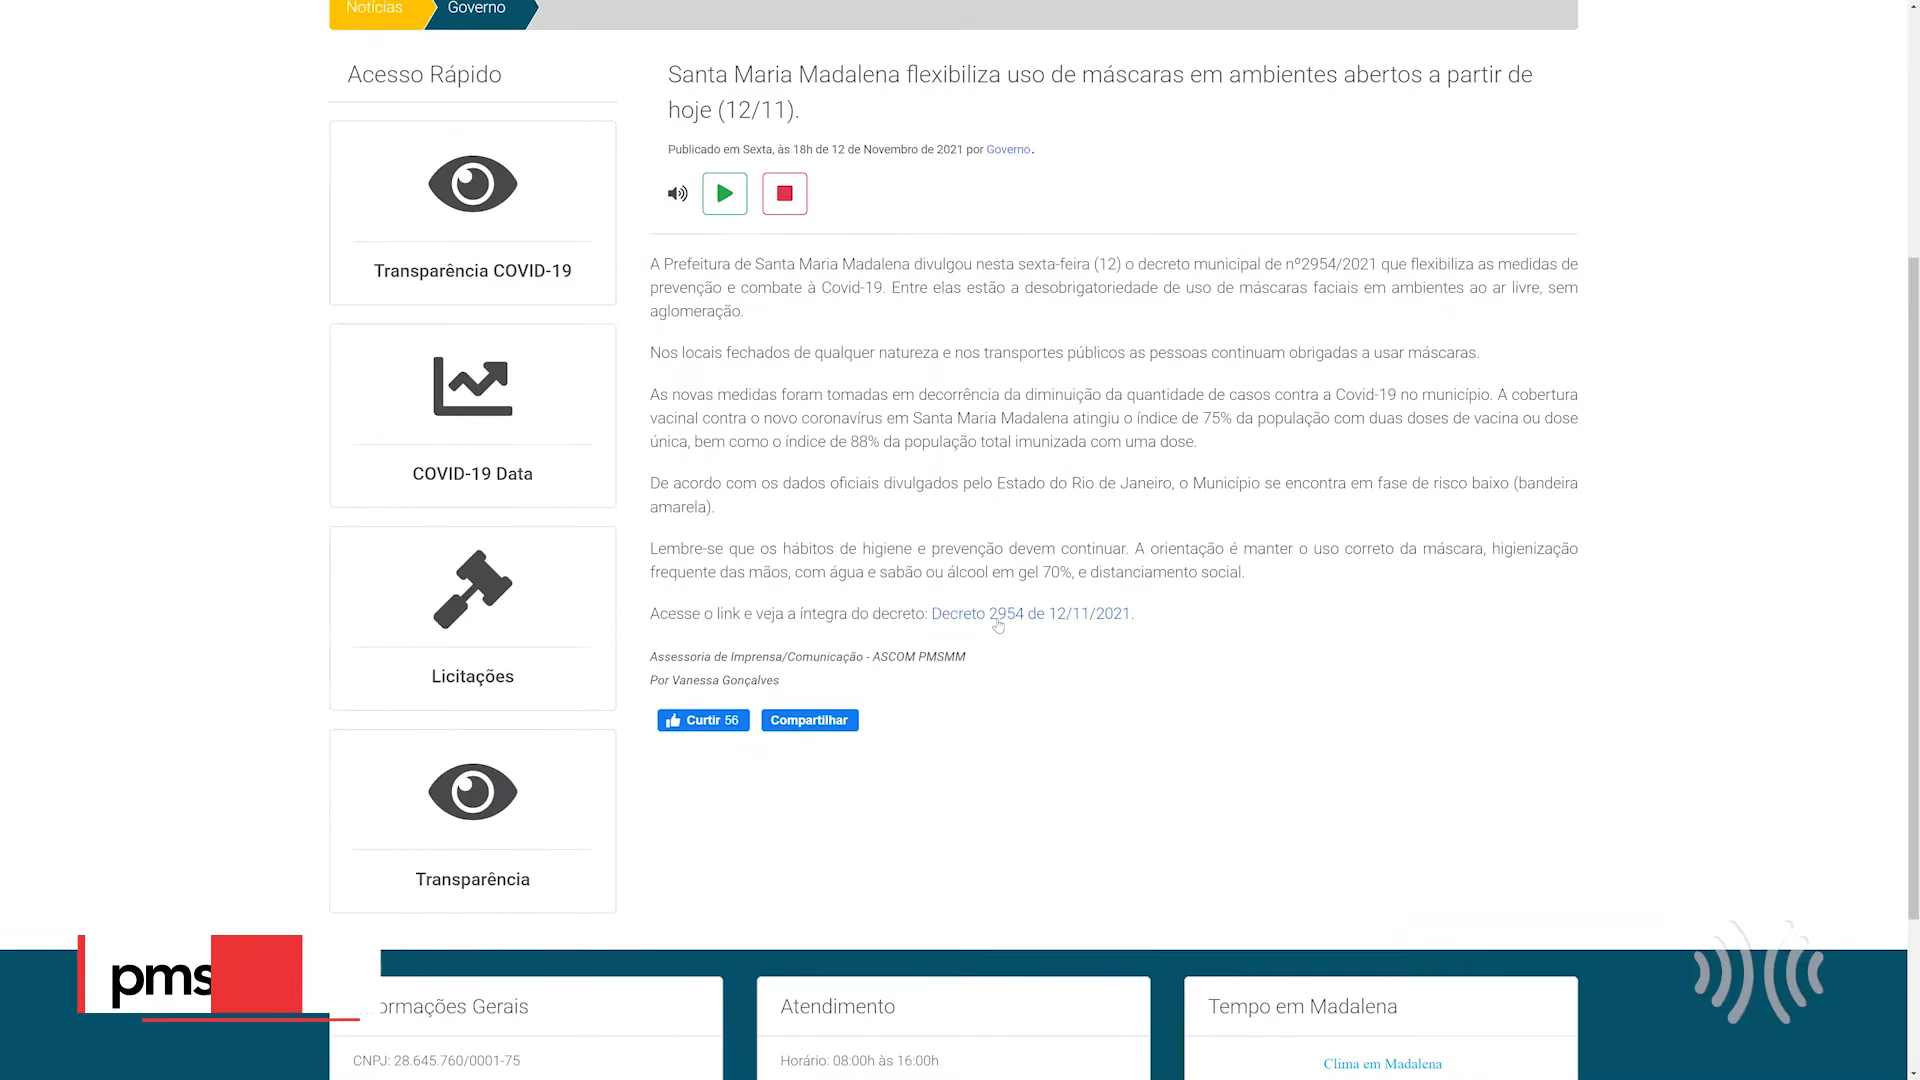 Notícias
Governo
Acesso Rápido
Transparência COVID-19
COVID-19 Data
Licitações
Transparência
Santa Maria Madalena flexibiliza uso de máscaras em ambientes abertos a partir de
hoje (12/11).
Publicado em Sexta, às 18h de 12 de Novembro de 2021 por Governo.
A Prefeitura de Santa Maria Madalena divulgou nesta sexta-feira (12) o decreto municipal de nº2954/2021 que flexibiliza as medidas de
prevenção e combate à Covid-19. Entre elas estão a desobrigatoriedade de uso de máscaras faciais em ambientes ao ar livre, sem
aglomeração.
Nos locais fechados de qualquer natureza e nos transportes públicos as pessoas continuam obrigadas a usar máscaras.
As novas medidas foram tomadas em decorrência da diminuição da quantidade de casos contra a Covid-19 no município. A cobertura
vacinal contra o novo coronavírus em Santa Maria Madalena atingiu o índice de 75% da população com duas doses de vacina ou dose
única, bem como o índice de 88% da população total imunizada com uma dose.
De acordo com os dados oficiais divulgados pelo Estado do Rio de Janeiro, o Município se encontra em fase de risco baixo (bandeira
amarela).
Lembre-se que os hábitos de higiene e prevenção devem continuar. A orientação é manter o uso correto da máscara, higienização
frequente das mãos, com água e sabão ou álcool em gel 70%, e distanciamento social.
Acesse o link e veja a íntegra do decreto: Decreto 2954 de 12/11/2021.
Assessoria de Imprensa/Comunicação - ASCOM PMSMM
Por Vanessa Gonçalves
Curtir 56
Compartilhar
pms
ormações Gerais
CNPJ: 28.645.760/0001-75
Atendimento
Horário: 08:00h às 16:00h
Tempo em Madalena
Clima em Madalena